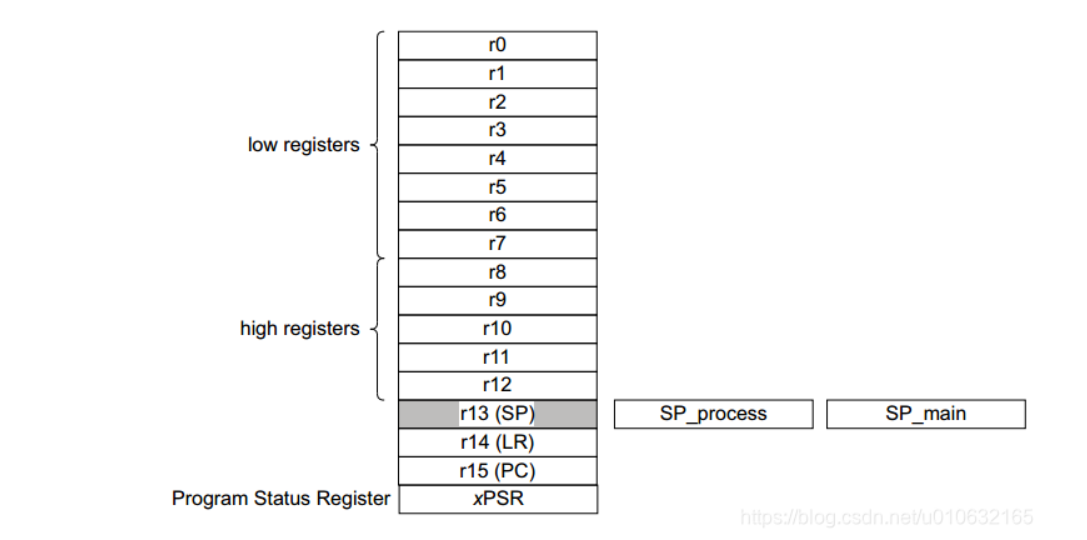 r0
r1
r2
r3
low registers
r4
r5
r6
r7
r8
r9
high registers
r10
r11
r12
r13 (SP) SP_process SP_main
r14 (LR)
r15 (PC)
Program Status Register xPSR
https://blog.csdn.net/u010632165